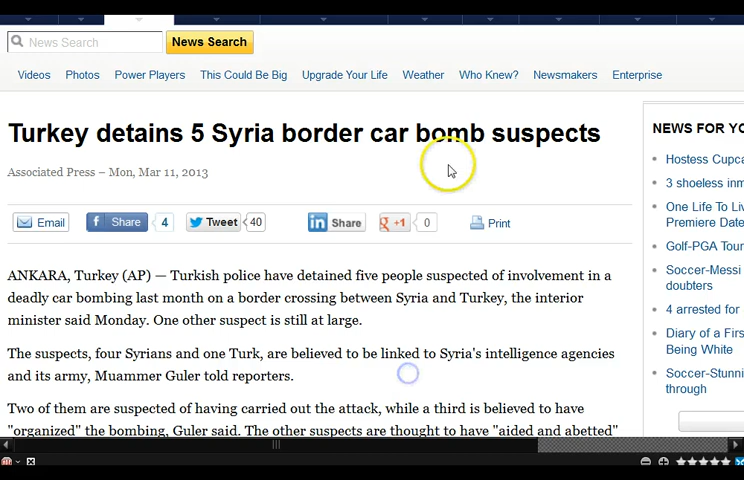 News Search News Search
Videos Photos Power Players This Could Be Big Upgrade Your Life Weather Who Knew? Newsmakers Enterprise
Turkey detains 5 Syria border car bomb suspects
Associated Press – Mon, Mar 11, 2013
Email f Share 4 Tweet 40 in Share g +1 0 Print
ANKARA, Turkey (AP) — Turkish police have detained five people suspected of involvement in a
deadly car bombing last month on a border crossing between Syria and Turkey, the interior
minister said Monday. One other suspect is still at large.
The suspects, four Syrians and one Turk, are believed to be linked to Syria's intelligence agencies
and its army, Muammer Guler told reporters.
Two of them are suspected of having carried out the attack, while a third is believed to have
"organized" the bombing, Guler said. The other suspects are thought to have "aided and abetted"
NEWS FOR YO
Hostess Cupca
3 shoeless inm
One Life To Liv
Premiere Date
Golf-PGA Tour
Soccer-Messi
doubters
4 arrested for
Diary of a Firs
Being White
Soccer-Stunni
through